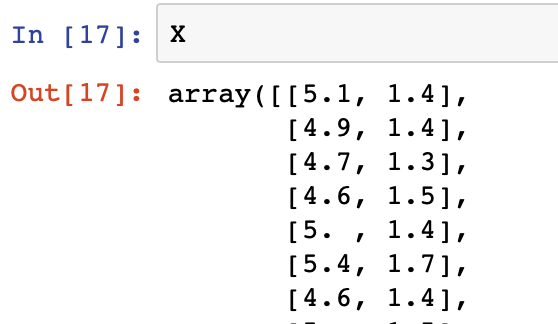 In [17]: X
Out[17]: array([[5.1, 1.4],
[4.9, 1.4],
[4.7, 1.3],
[4.6, 1.5],
[5. , 1.4],
[5.4, 1.7],
[4.6, 1.4],